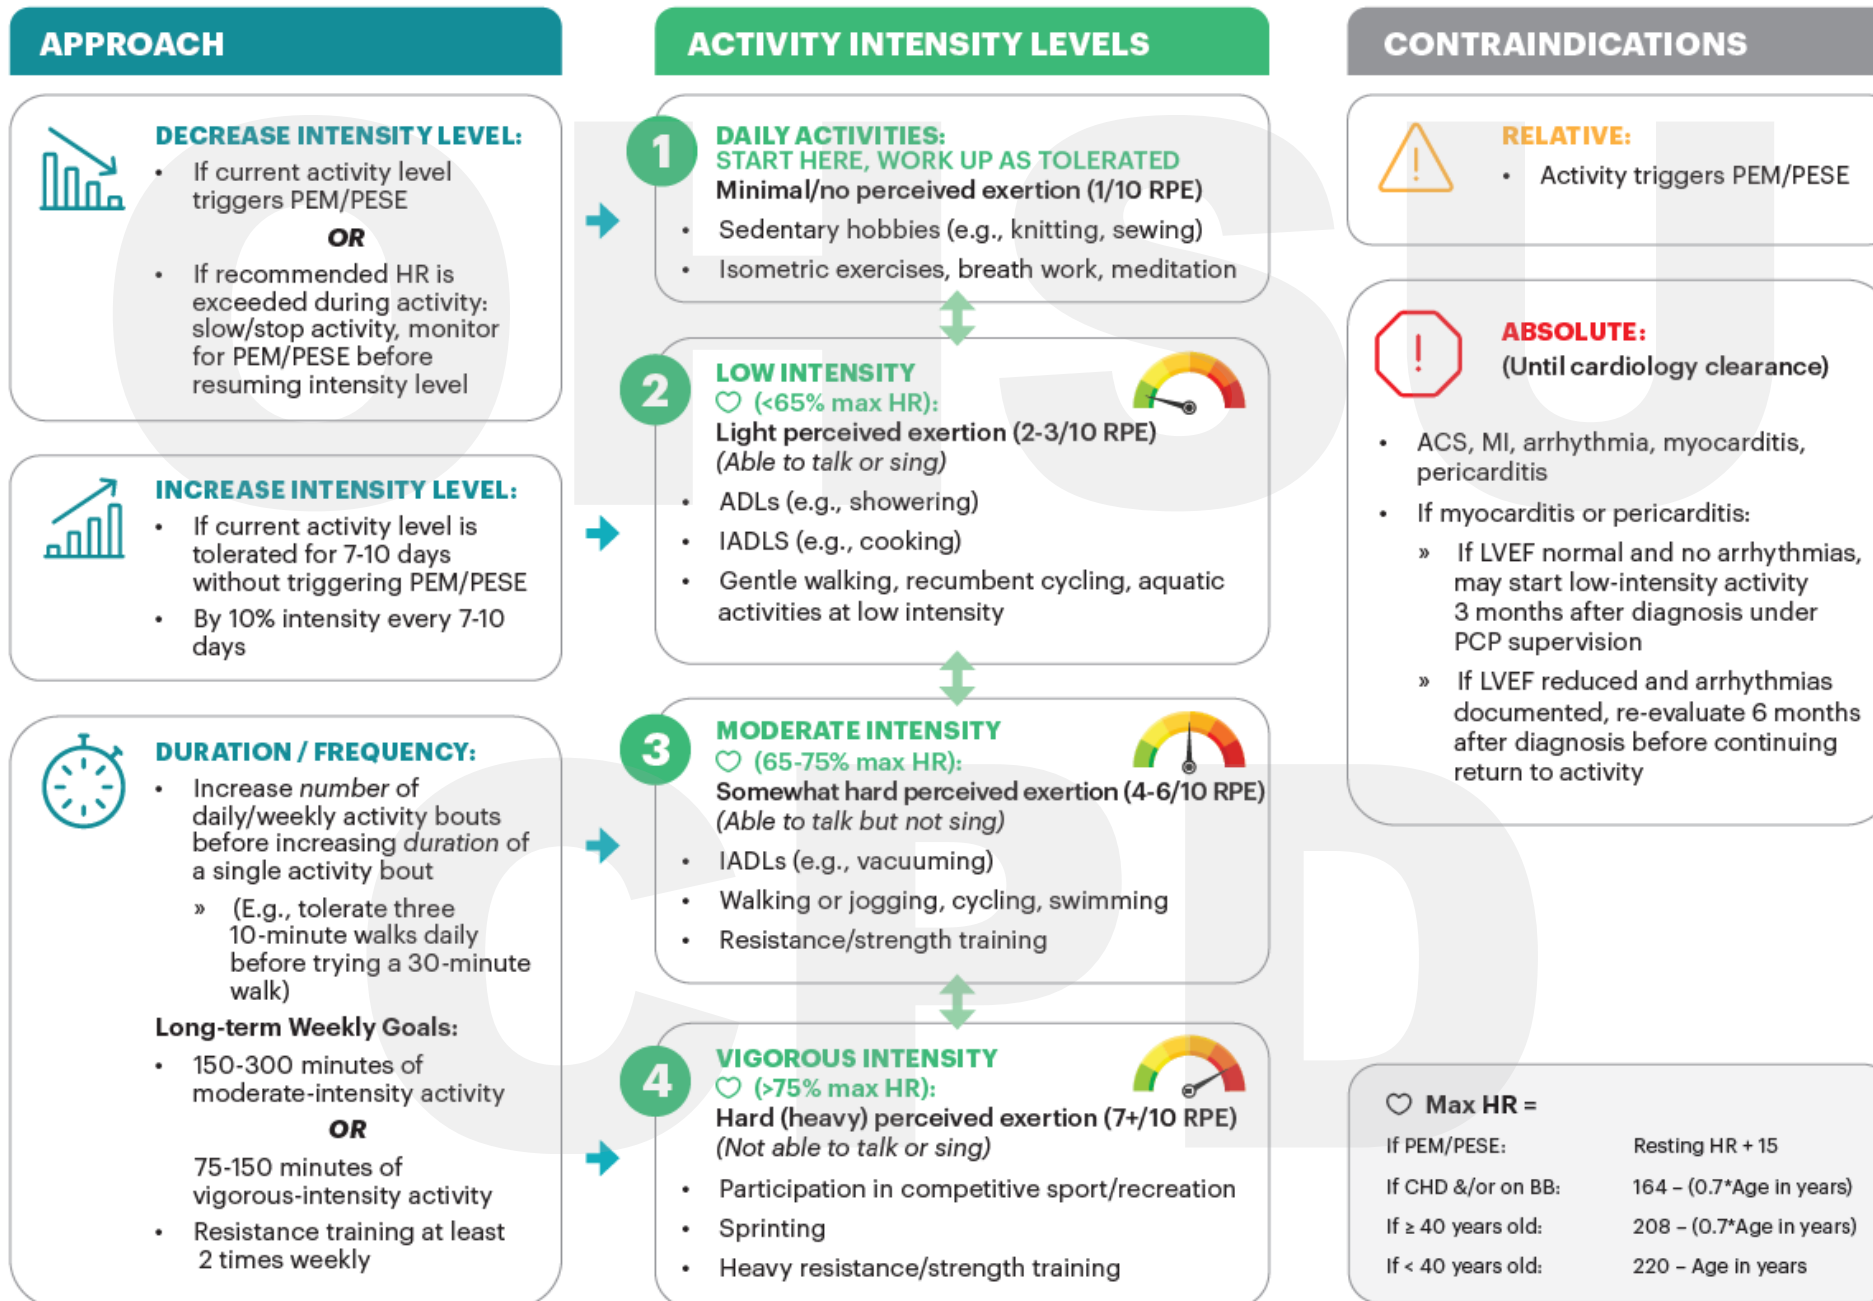 APPROACH
DECREASE INTENSITY LEVEL:
• If current activity level
triggers PEM/PESE
OR
• If recommended HR is
exceeded during activity:
slow/stop activity, monitor
for PEM/PESE before
resuming intensity level
INCREASE INTENSITY LEVEL:
• If current activity level is
tolerated for 7-10 days
without triggering PEM/PESE
• By 10% intensity every 7-10
days
DURATION / FREQUENCY:
• Increase number of
daily/weekly activity bouts
before increasing duration of
a single activity bout
» (E.g., tolerate three
10-minute walks daily
before trying a 30-minute
walk)
Long-term Weekly Goals:
• 150-300 minutes of
moderate-intensity activity
OR
75-150 minutes of
vigorous-intensity activity
• Resistance training at least
2 times weekly
ACTIVITY INTENSITY LEVELS
1
DAILY ACTIVITIES:
START HERE, WORK UP AS TOLERATED
Minimal/no perceived exertion (1/10 RPE)
• Sedentary hobbies (e.g., knitting, sewing)
• Isometric exercises, breath work, meditation
2
LOW INTENSITY
♡ (<65% max HR):
Light perceived exertion (2-3/10 RPE)
(Able to talk or sing)
• ADLs (e.g., showering)
• IADLS (e.g., cooking)
• Gentle walking, recumbent cycling, aquatic
activities at low intensity
3
MODERATE INTENSITY
♡ (65-75% max HR):
Somewhat hard perceived exertion (4-6/10 RPE)
(Able to talk but not sing)
• IADLs (e.g., vacuuming)
• Walking or jogging, cycling, swimming
• Resistance/strength training
4
VIGOROUS INTENSITY
♡ (>75% max HR):
Hard (heavy) perceived exertion (7+/10 RPE)
(Not able to talk or sing)
• Participation in competitive sport/recreation
• Sprinting
• Heavy resistance/strength training
CONTRAINDICATIONS
RELATIVE:
• Activity triggers PEM/PESE
ABSOLUTE:
(Until cardiology clearance)
• ACS, MI, arrhythmia, myocarditis,
pericarditis
• If myocarditis or pericarditis:
» If LVEF normal and no arrhythmias,
may start low-intensity activity
3 months after diagnosis under
PCP supervision
» If LVEF reduced and arrhythmias
documented, re-evaluate 6 months
after diagnosis before continuing
return to activity
♡ Max HR =
If PEM/PESE: Resting HR + 15
If CHD &/or on BB: 164 – (0.7*Age in years)
If ≥ 40 years old: 208 – (0.7*Age in years)
If < 40 years old: 220 – Age in years
OHSU
CPD